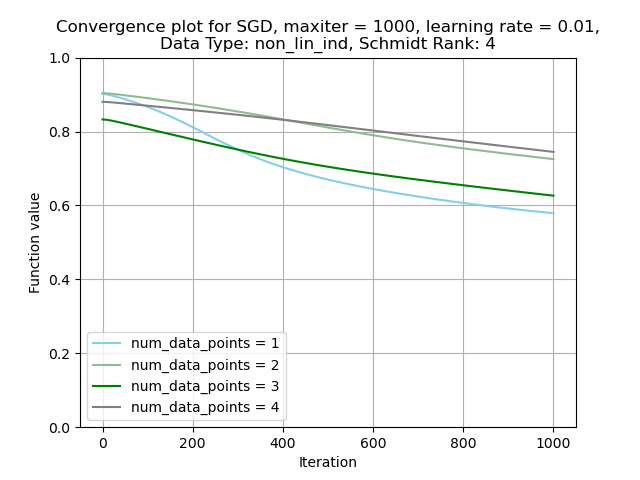 Convergence plot for SGD, maxiter = 1000, learning rate = 0.01,
Data Type: non_lin_ind, Schmidt Rank: 4
1.0
0.8
0.6
0.4
0.2
0.0
Function value
num_data_points = 1
num_data_points = 2
num_data_points = 3
num_data_points = 4
0 200 400 600 800 1000
Iteration